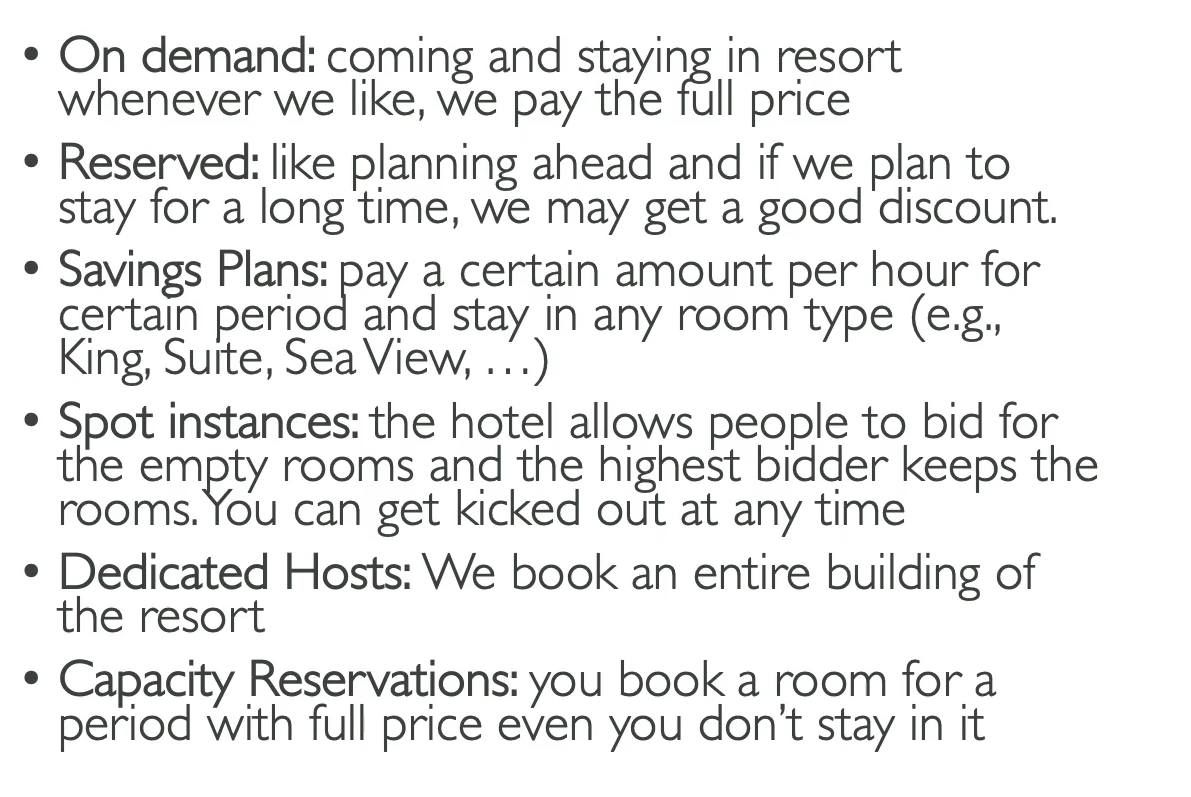 • On demand: coming and staying in resort
whenever we like, we pay the full price
• Reserved: like planning ahead and if we plan to
stay for a long time, we may get a good discount.
• Savings Plans: pay a certain amount per hour for
certain period and stay in any room type (e.g.,
King, Suite, Sea View, …)
• Spot instances: the hotel allows people to bid for
the empty rooms and the highest bidder keeps the
rooms. You can get kicked out at any time
• Dedicated Hosts: We book an entire building of
the resort
• Capacity Reservations: you book a room for a
period with full price even you don’t stay in it